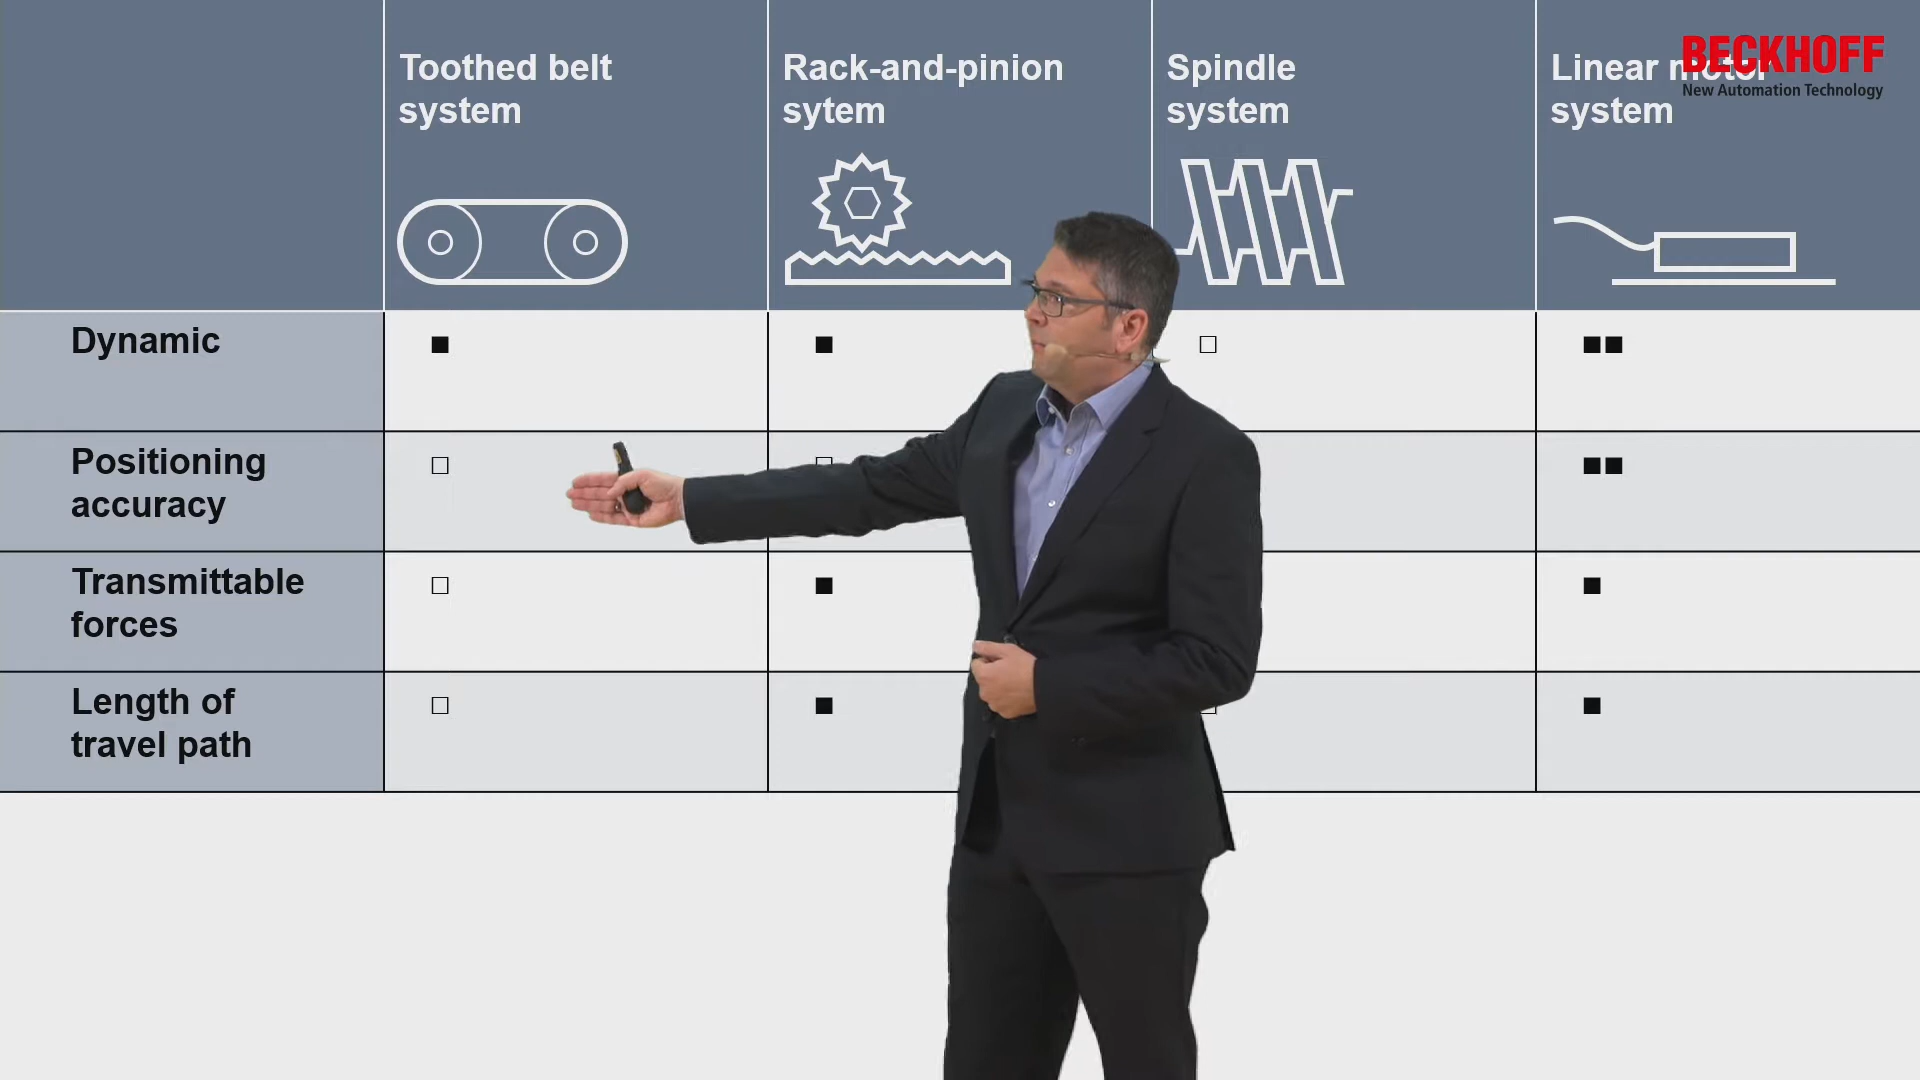 Toothed belt
system
Rack-and-pinion
sytem
Spindle
system
Linear motor
system
BECKHOFF
New Automation Technology
Dynamic
Positioning
accuracy
Transmittable
forces
Length of
travel path